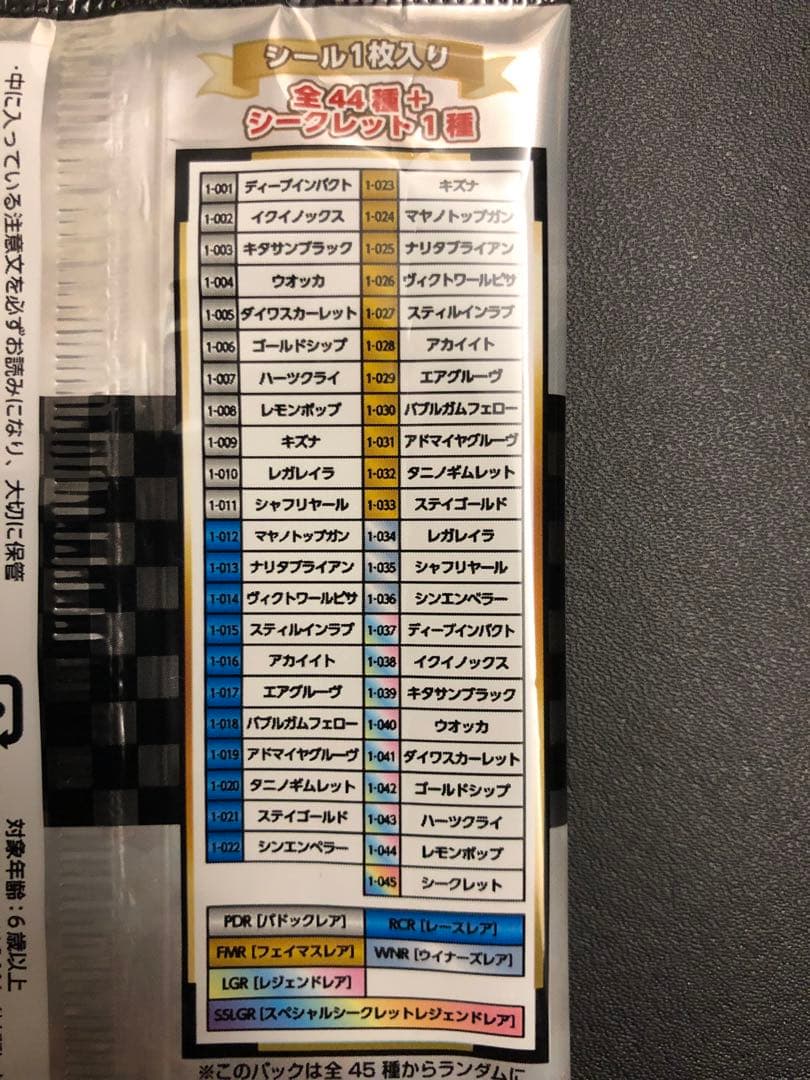 シール1枚入り
全44種+
シークレット1種
1-001 ディープインパクト
1-002 イクイノックス
1-003 キタサンブラック
1-004 ウオッカ
1-005 ダイワスカーレット
1-006 ゴールドシップ
1-007 ハーツクライ
1-008 レモンポップ
1-009 キズナ
1-010 レガレイラ
1-011 シャフリヤール
1-012 マヤノトップガン
1-013 ナリタブライアン
1-014 ヴィクトワールピサ
1-015 スティルインラブ
1-016 アカイイト
1-017 エアグルーヴ
1-018 バブルガムフェロー
1-019 アドマイヤグルーヴ
1-020 タニノギムレット
1-021 ステイゴールド
1-022 シンエンペラー
1-023 キズナ
1-024 マヤノトップガン
1-025 ナリタブライアン
1-026 ヴィクトワールピサ
1-027 スティルインラブ
1-028 アカイイト
1-029 エアグルーヴ
1-030 バブルガムフェロー
1-031 アドマイヤグルーヴ
1-032 タニノギムレット
1-033 ステイゴールド
1-034 レガレイラ
1-035 シャフリヤール
1-036 シンエンペラー
1-037 ディープインパクト
1-038 イクイノックス
1-039 キタサンブラック
1-040 ウオッカ
1-041 ダイワスカーレット
1-042 ゴールドシップ
1-043 ハーツクライ
1-044 レモンポップ
1-045 シークレット
PDR [パドックレア] RCR [レースレア]
FMR [フェイマスレア] WNR [ウイナーズレア]
LGR [レジェンドレア]
SSLGR [スペシャルシークレットレジェンドレア]
※このパックは全45種からランダムに
・中に入っている注意文を必ずお読みになり、大切に保管
対象年齢:6歳以上